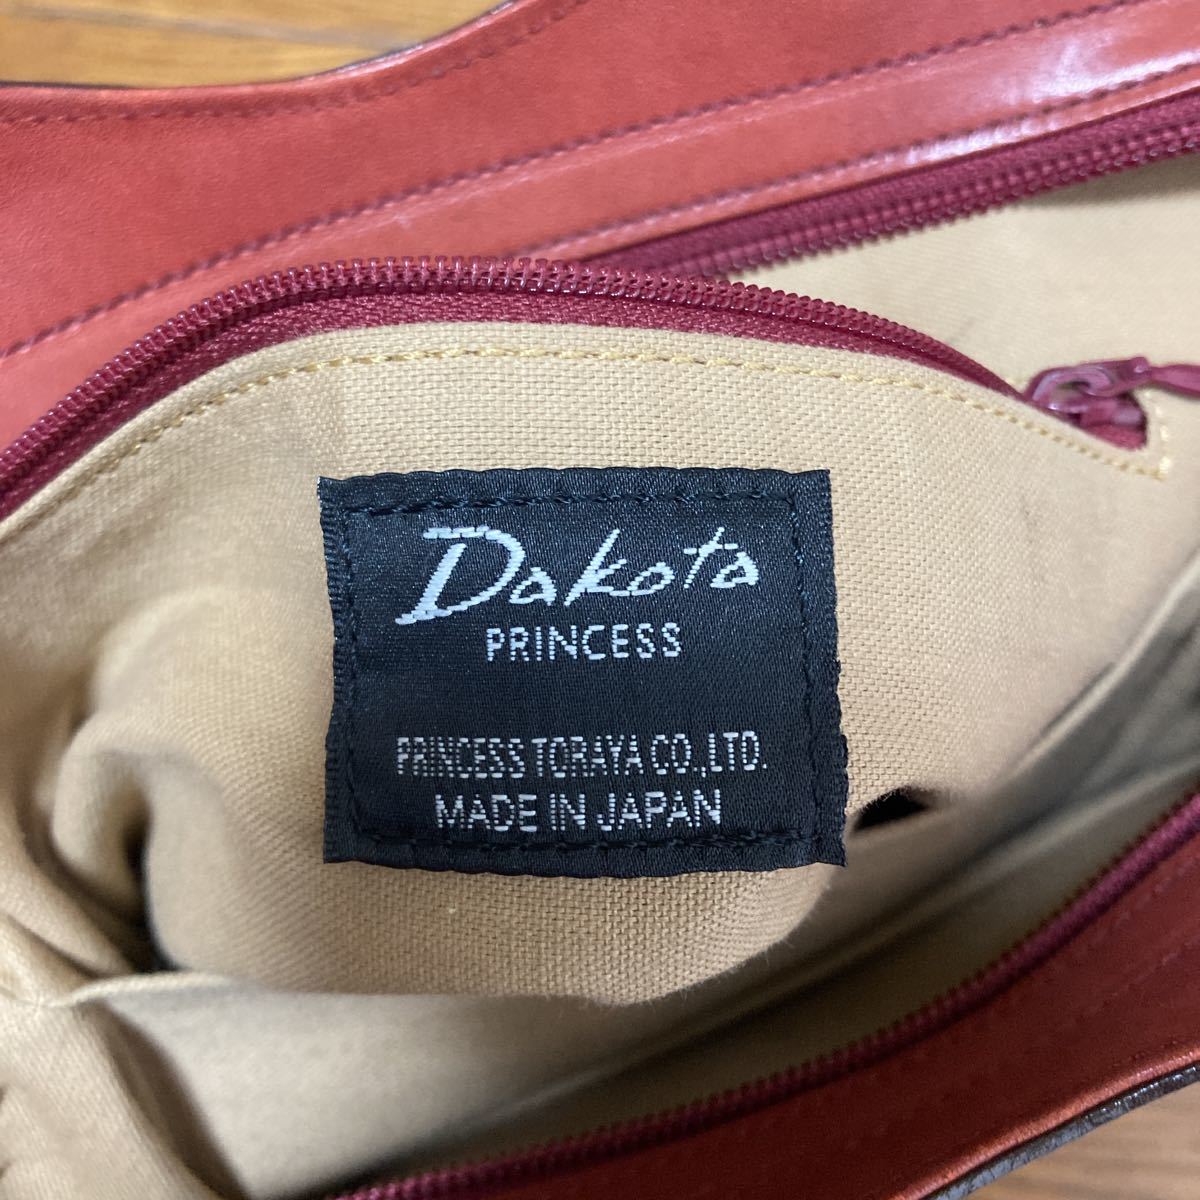 Dakota
PRINCESS
PRINCESS TORAYA CO.,LTD.
MADE IN JAPAN